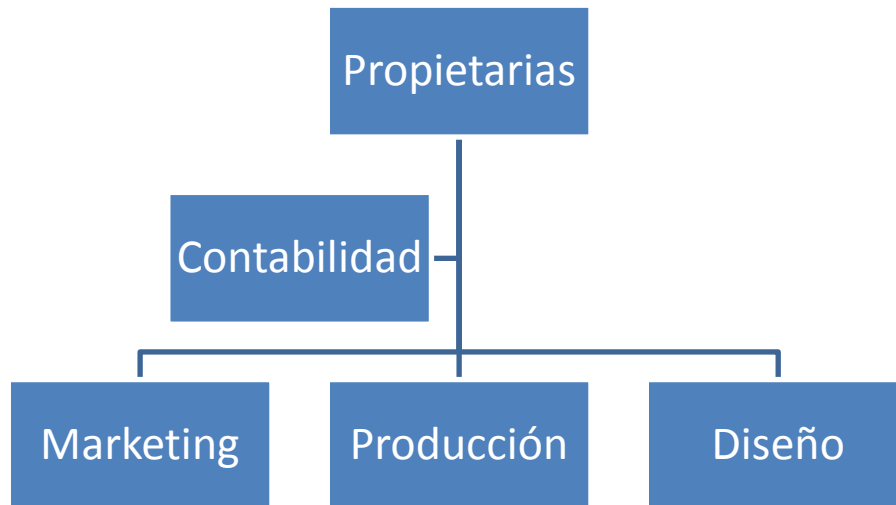 Propietarias
Contabilidad
Marketing
Producción
Diseño